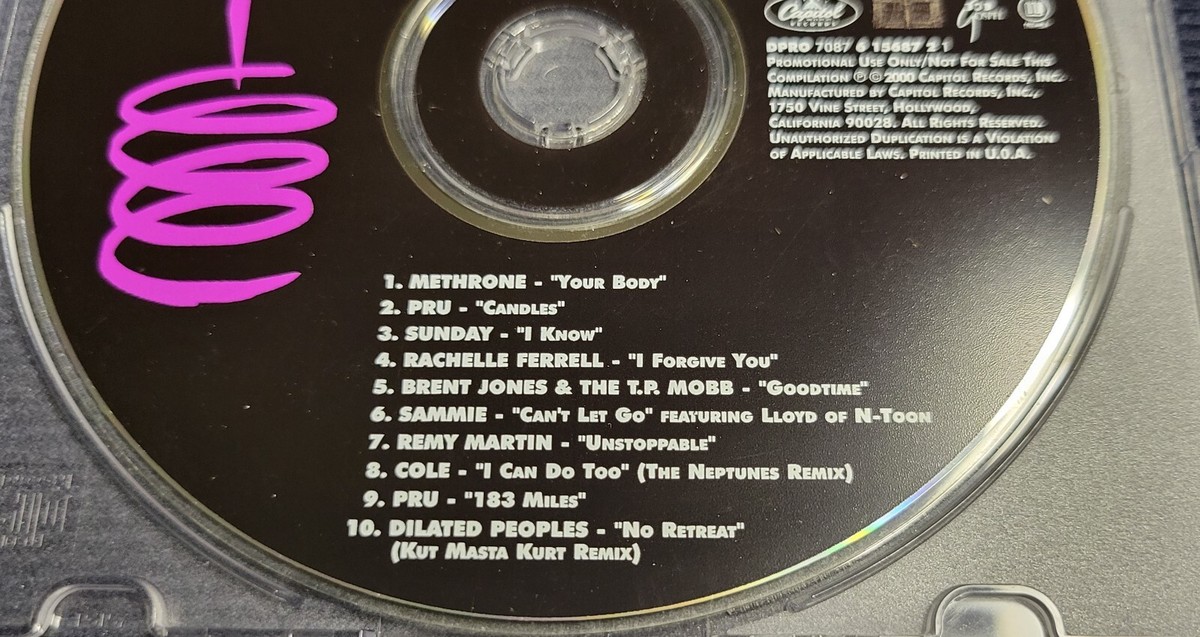 Capitol
RECORDS
DPRO 7087 6 15687 2 1
PROMOTIONAL USE ONLY/NOT FOR SALE THIS
COMPILATION ℗ © 2000 CAPITOL RECORDS, INC.
MANUFACTURED BY CAPITOL RECORDS, INC.,
1750 VINE STREET, HOLLYWOOD,
CALIFORNIA 90028. ALL RIGHTS RESERVED.
UNAUTHORIZED DUPLICATION IS A VIOLATION
OF APPLICABLE LAWS. PRINTED IN U.0.A.
1. METHRONE - "YOUR BODY"
2. PRU - "CANDLES"
3. SUNDAY - "I KNOW"
4. RACHELLE FERRELL - "I FORGIVE YOU"
5. BRENT JONES & THE T.P. MOBB - "GOODTIME"
6. SAMMIE - "CAN'T LET GO" FEATURING LLOYD OF N-TOON
7. REMY MARTIN - "UNSTOPPABLE"
8. COLE - "I CAN DO TOO" (THE NEPTUNES REMIX)
9. PRU - "183 MILES"
10. DILATED PEOPLES - "NO RETREAT"
(KUT MASTA KURT REMIX)